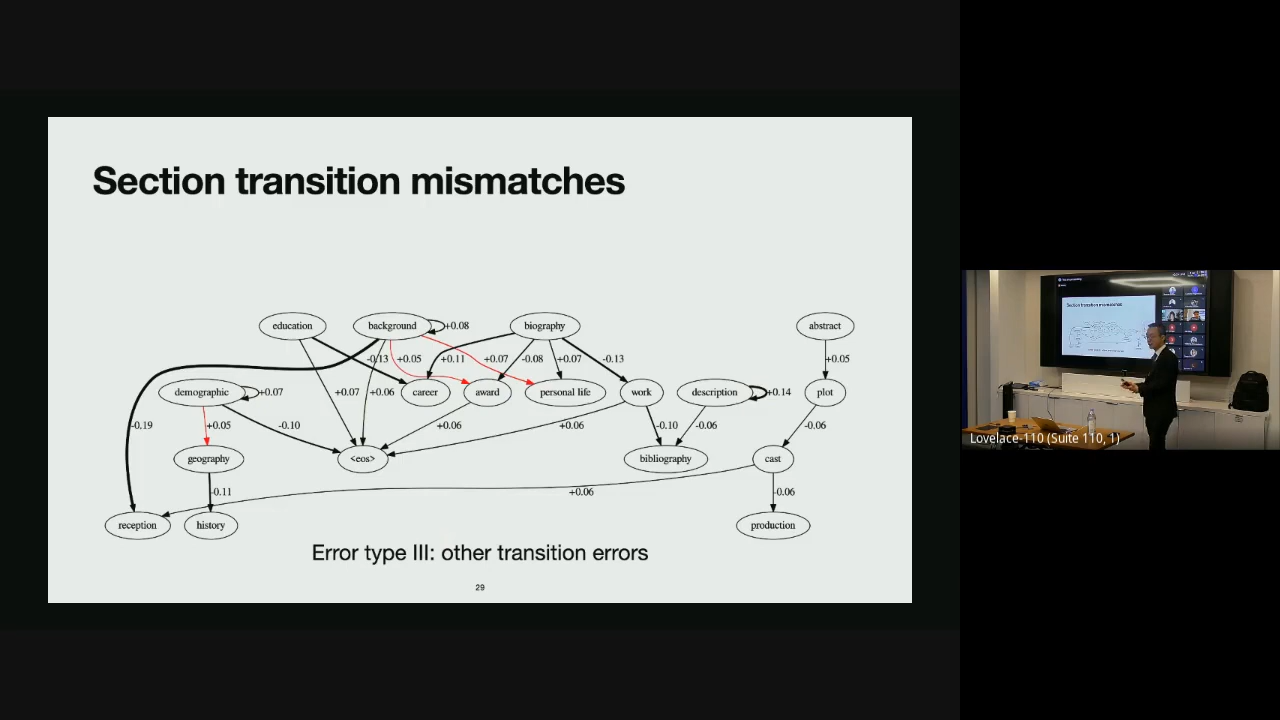 Section transition mismatches
education
background
+0.08
biography
abstract
-0.13
+0.05
+0.11
+0.07
-0.08
+0.07
-0.13
+0.05
demographic
+0.07
+0.07
+0.06
career
award
personal life
work
description
+0.14
plot
-0.19
+0.05
-0.10
+0.06
+0.06
-0.10
-0.06
-0.06
geography
<eos>
bibliography
cast
-0.11
+0.06
-0.06
reception
history
production
Error type III: other transition errors
29
Section transition mismatches
Lovelace-110 (Suite 110, 1)